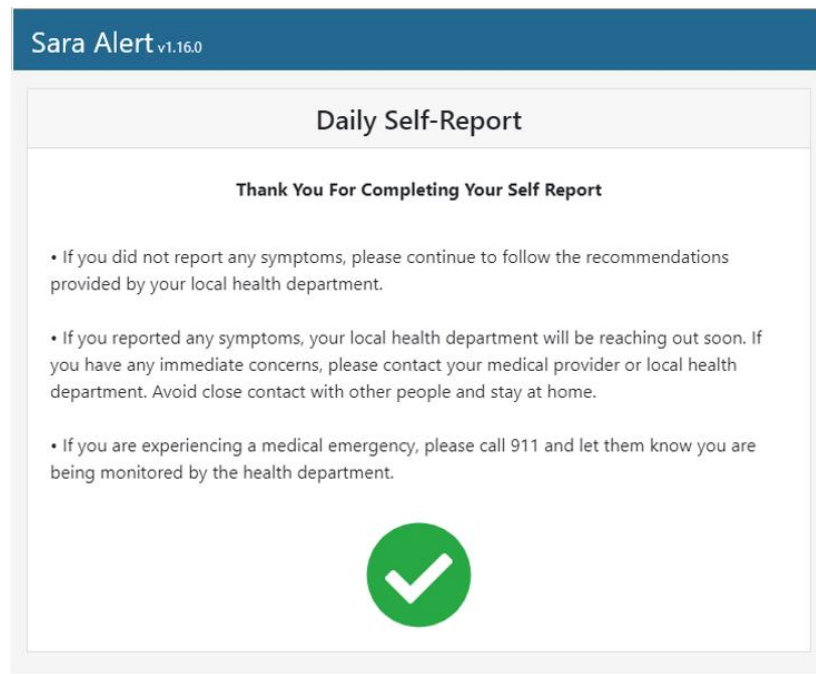 Sara Alert v1.16.0
Daily Self-Report
Thank You For Completing Your Self Report
• If you did not report any symptoms, please continue to follow the recommendations
provided by your local health department.
• If you reported any symptoms, your local health department will be reaching out soon. If
you have any immediate concerns, please contact your medical provider or local health
department. Avoid close contact with other people and stay at home.
• If you are experiencing a medical emergency, please call 911 and let them know you are
being monitored by the health department.